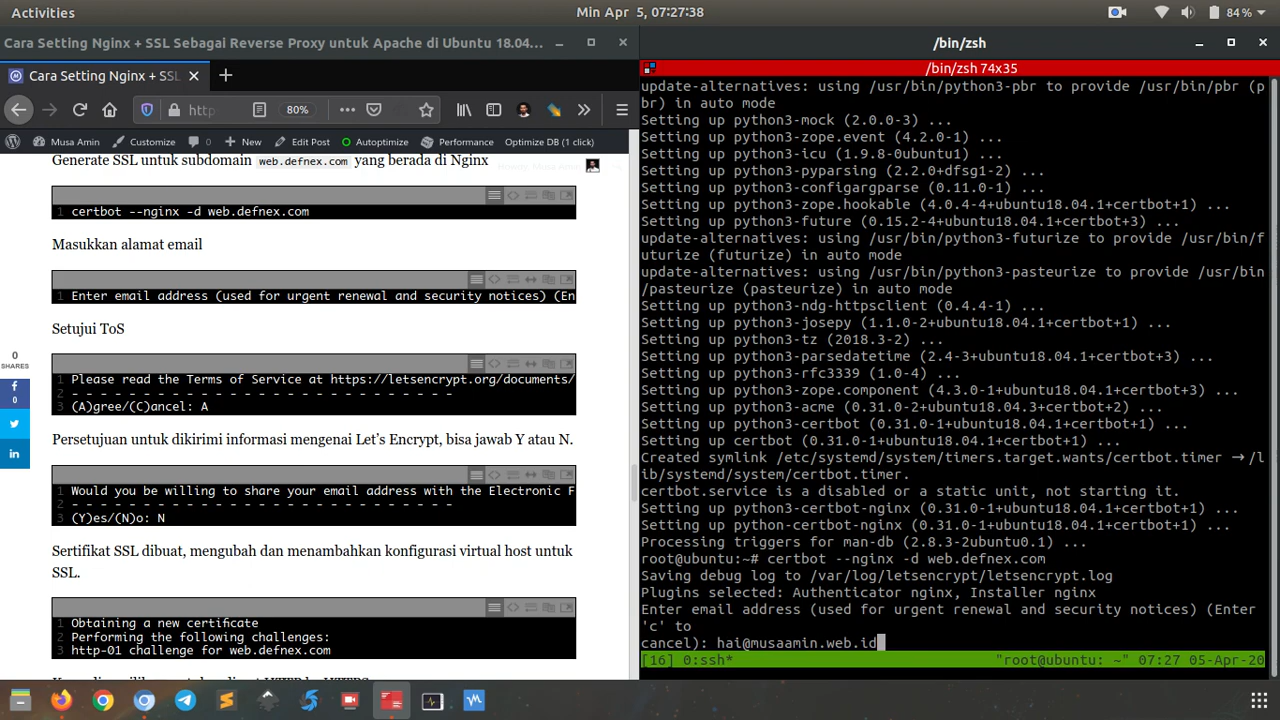 Activities
Min Apr 5, 07:27:38
84 %
Cara Setting Nginx + SSL Sebagai Reverse Proxy untuk Apache di Ubuntu 18.04...
Cara Setting Nginx + SSL
http
80%
Musa Amin
Customize
0
New
Edit Post
Autoptimize
Performance
Optimize DB (1 click)
Generate SSL untuk subdomain web.defnex.com yang berada di Nginx
1 certbot --nginx -d web.defnex.com
Masukkan alamat email
1 Enter email address (used for urgent renewal and security notices) (En
Setujui ToS
1 Please read the Terms of Service at https://letsencrypt.org/documents/
2 - - - - - - - - - - - - - - - - - - - - - - - - - - - -
3 (A)gree/(C)ancel: A
Persetujuan untuk dikirimi informasi mengenai Let’s Encrypt, bisa jawab Y atau N.
1 Would you be willing to share your email address with the Electronic F
2 - - - - - - - - - - - - - - - - - - - - - - - - - - - -
3 (Y)es/(N)o: N
Sertifikat SSL dibuat, mengubah dan menambahkan konfigurasi virtual host untuk
SSL.
1 Obtaining a new certificate
2 Performing the following challenges:
3 http-01 challenge for web.defnex.com
0
SHARES
0
/bin/zsh
/bin/zsh 74x35
update-alternatives: using /usr/bin/python3-pbr to provide /usr/bin/pbr (p
br) in auto mode
Setting up python3-mock (2.0.0-3) ...
Setting up python3-zope.event (4.2.0-1) ...
Setting up python3-icu (1.9.8-0ubuntu1) ...
Setting up python3-pyparsing (2.2.0+dfsg1-2) ...
Setting up python3-configargparse (0.11.0-1) ...
Setting up python3-zope.hookable (4.0.4-4+ubuntu18.04.1+certbot+1) ...
Setting up python3-future (0.15.2-4+ubuntu18.04.1+certbot+3) ...
update-alternatives: using /usr/bin/python3-futurize to provide /usr/bin/f
uturize (futurize) in auto mode
update-alternatives: using /usr/bin/python3-pasteurize to provide /usr/bin
/pasteurize (pasteurize) in auto mode
Setting up python3-ndg-httpsclient (0.4.4-1) ...
Setting up python3-josepy (1.1.0-2+ubuntu18.04.1+certbot+1) ...
Setting up python3-tz (2018.3-2) ...
Setting up python3-parsedatetime (2.4-3+ubuntu18.04.1+certbot+3) ...
Setting up python3-rfc3339 (1.0-4) ...
Setting up python3-zope.component (4.3.0-1+ubuntu18.04.1+certbot+3) ...
Setting up python3-acme (0.31.0-2+ubuntu18.04.3+certbot+2) ...
Setting up python3-certbot (0.31.0-1+ubuntu18.04.1+certbot+1) ...
Setting up certbot (0.31.0-1+ubuntu18.04.1+certbot+1) ...
Created symlink /etc/systemd/system/timers.target.wants/certbot.timer → /l
ib/systemd/system/certbot.timer.
certbot.service is a disabled or a static unit, not starting it.
Setting up python3-certbot-nginx (0.31.0-1+ubuntu18.04.1+certbot+1) ...
Setting up python-certbot-nginx (0.31.0-1+ubuntu18.04.1+certbot+1) ...
Processing triggers for man-db (2.8.3-2ubuntu0.1) ...
root@ubuntu:~# certbot --nginx -d web.defnex.com
Saving debug log to /var/log/letsencrypt/letsencrypt.log
Plugins selected: Authenticator nginx, Installer nginx
Enter email address (used for urgent renewal and security notices) (Enter
'c' to
cancel): hai@musaamin.web.id
[16] 0:ssh* "root@ubuntu: ~" 07:27 05-Apr-20